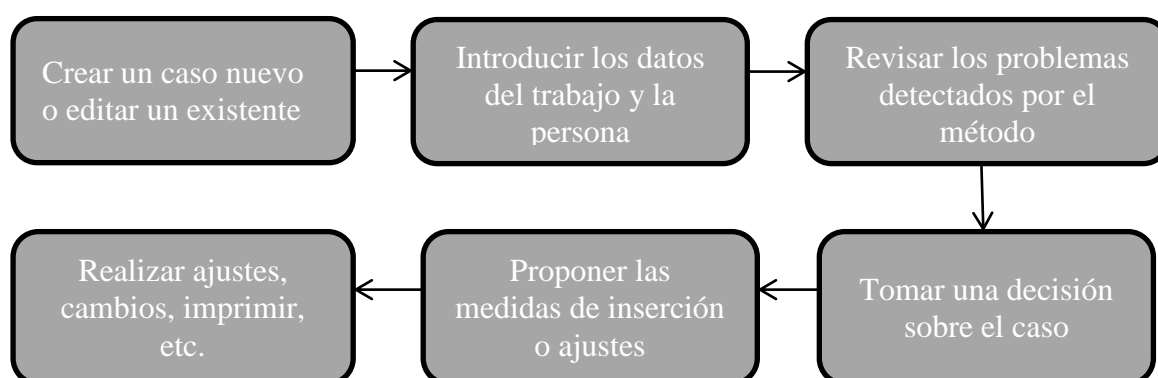 Crear un caso nuevo
o editar un existente
Introducir los datos
del trabajo y la
persona
Revisar los problemas
detectados por el
método
Tomar una decisión
sobre el caso
Proponer las
medidas de inserción
o ajustes
Realizar ajustes,
cambios, imprimir,
etc.